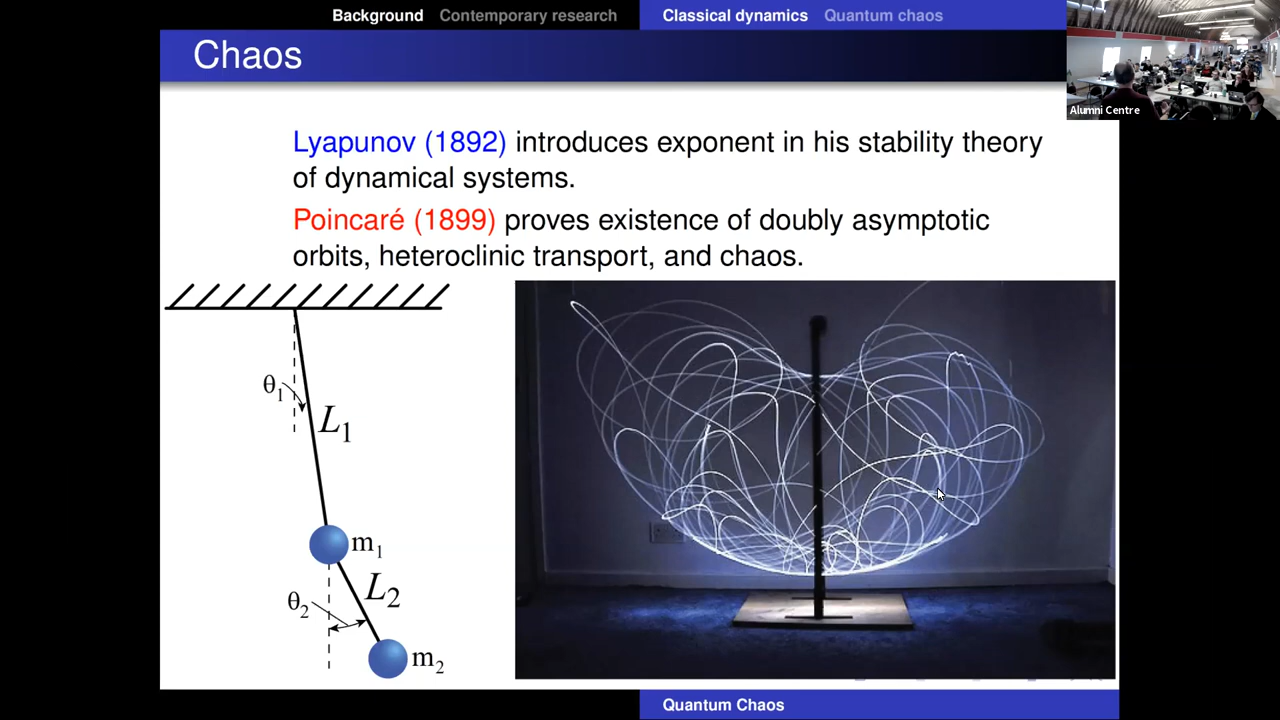 Background Contemporary research Classical dynamics Quantum chaos
Chaos
Alumni Centre
Lyapunov (1892) introduces exponent in his stability theory
of dynamical systems.
Poincaré (1899) proves existence of doubly asymptotic
orbits, heteroclinic transport, and chaos.
θ1
L1
m1
θ2
L2
m2
Quantum Chaos